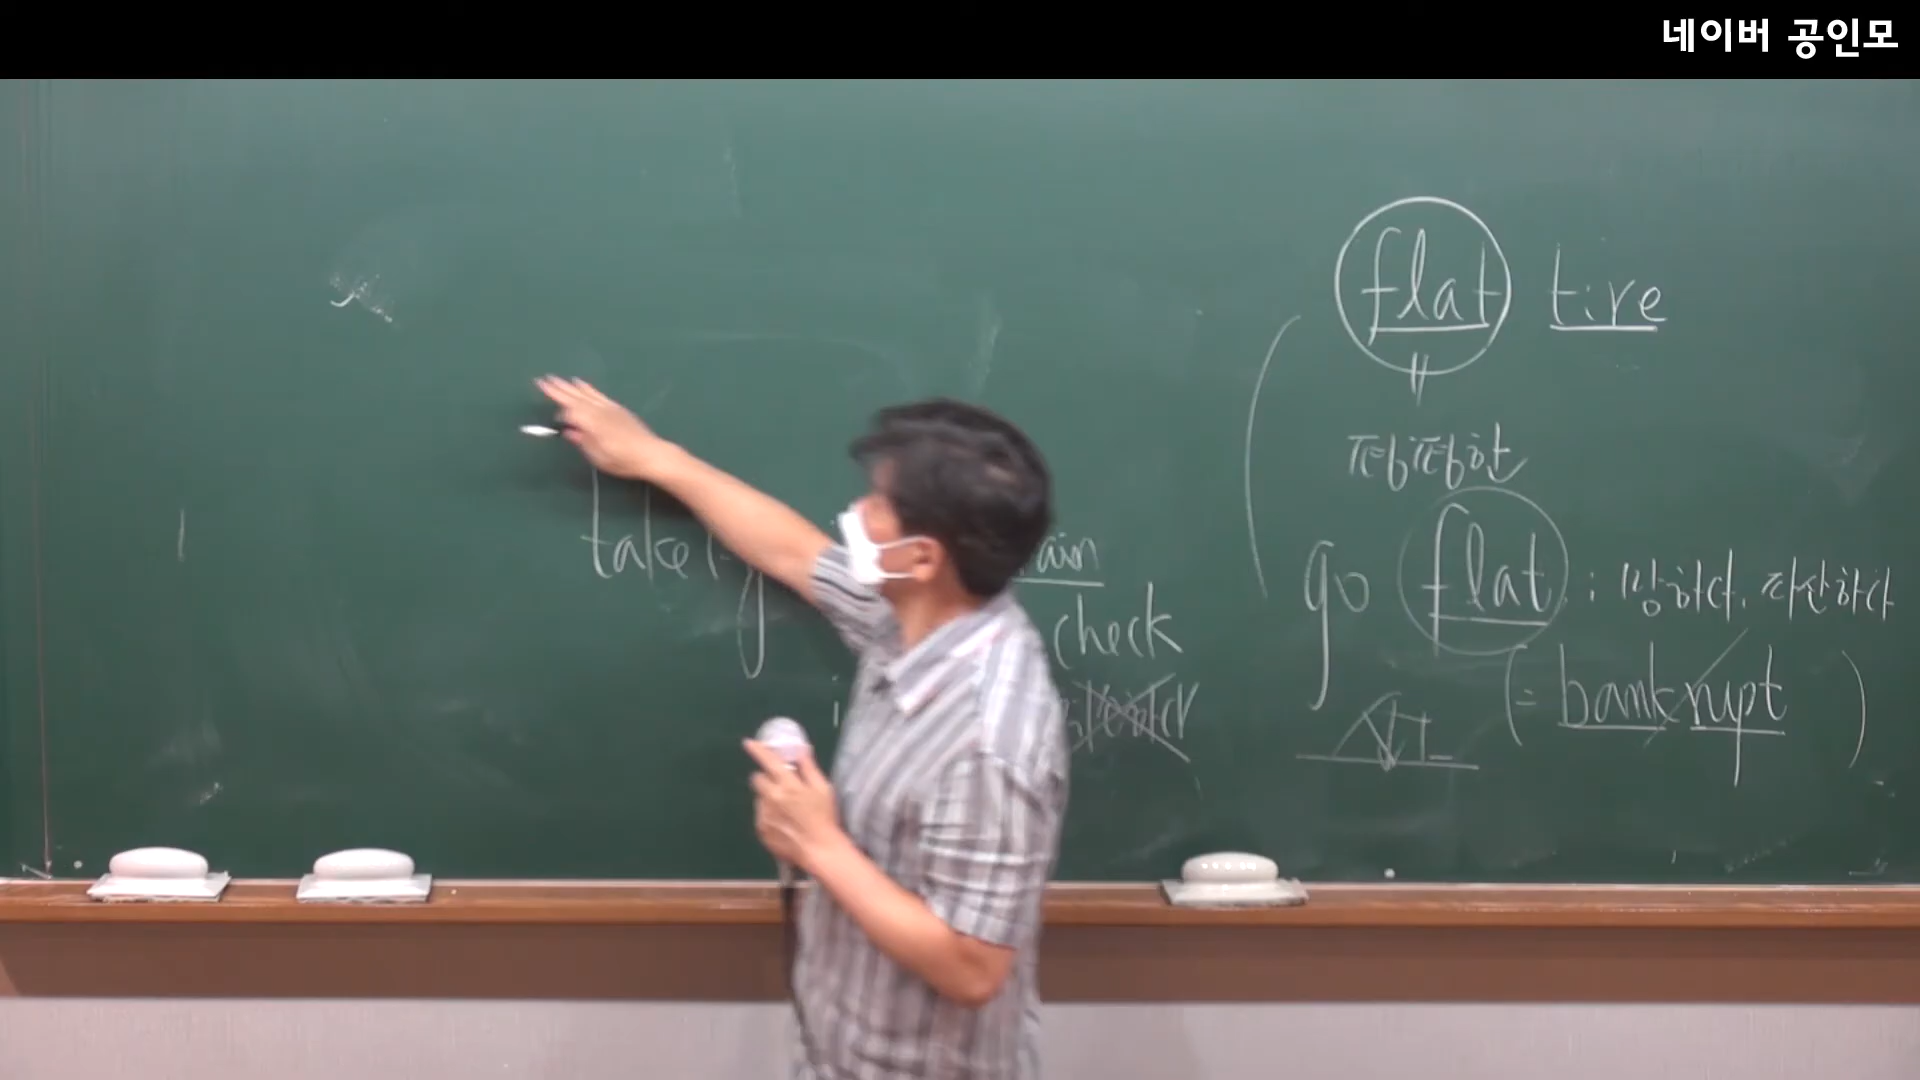 네이버 공인모
flat tire
=
평평한
take
check
go flat : 망하다, 파산하다
(= bankrupt )